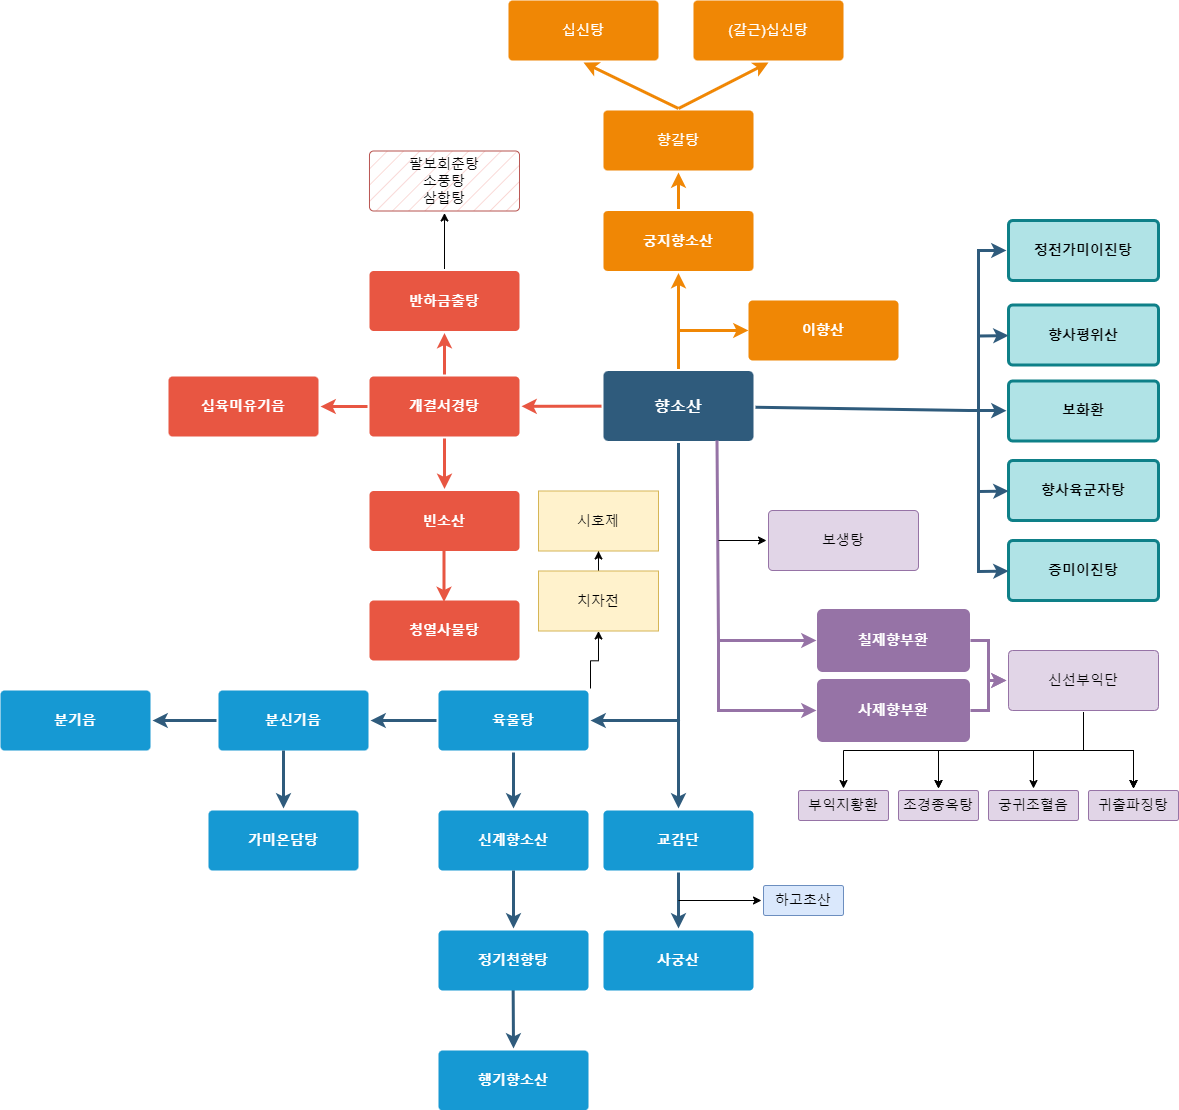 십신탕
(갈근)십신탕
향갈탕
팔보회춘탕
소풍탕
삼합탕
궁지향소산
정전가미이진탕
반하금출탕
이향산
향사평위산
십육미유기음
개결서경탕
향소산
보화환
향사육군자탕
빈소산
시호제
보생탕
증미이진탕
치자전
청열사물탕
칠제향부환
신선부익단
사제향부환
분기음
분신기음
육울탕
부익지황환
조경종옥탕
궁귀조혈음
귀출파징탕
가미온담탕
신계향소산
교감단
하고초산
정기천향탕
사궁산
행기향소산